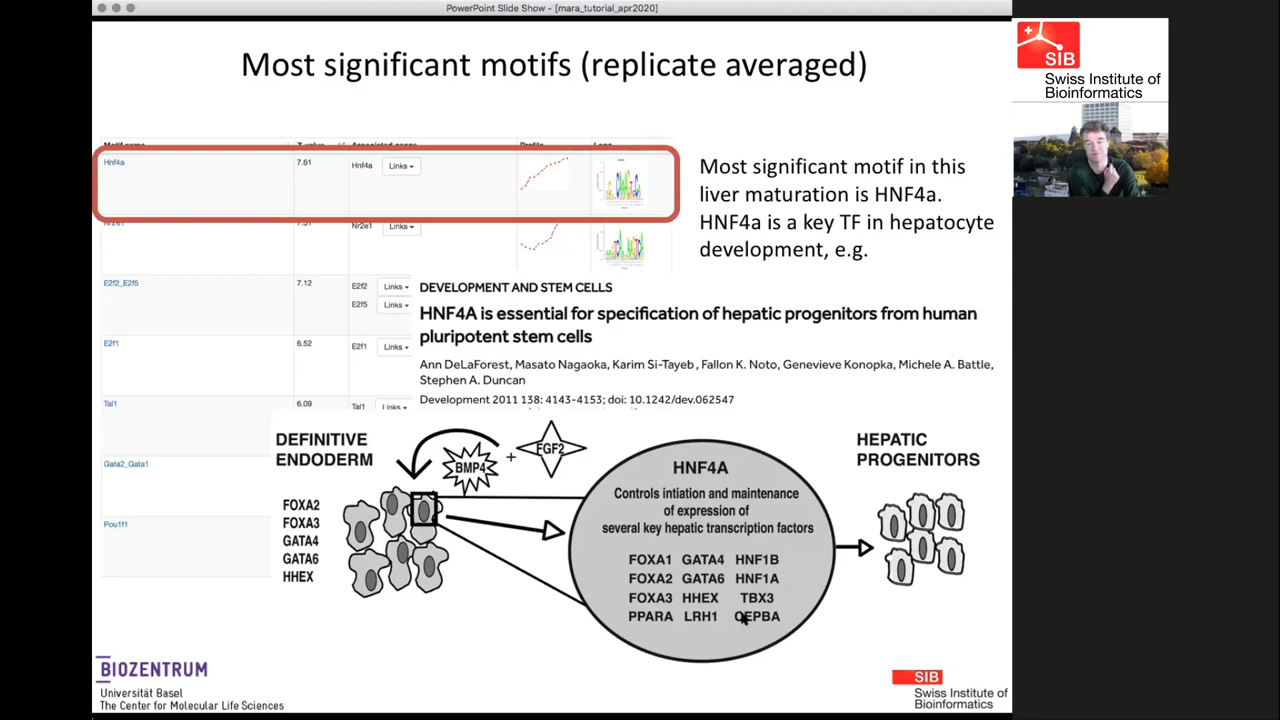 PowerPoint Slide Show - [mara_tutorial_apr2020]
Most significant motifs (replicate averaged)
SIB
Swiss Institute of
Bioinformatics
Hnf4a 7.61 Hnf4a Links
Nr2e1 7.31 Nr2e1 Links
E2f2_E2f5 7.12 E2f2 Links
E2f5 Links
E2f1 6.52 E2f1 Links
Tal1 6.09 Tal1 Links
Gata2_Gata1
Pou1f1
Most significant motif in this
liver maturation is HNF4a.
HNF4a is a key TF in hepatocyte
development, e.g.
DEVELOPMENT AND STEM CELLS
HNF4A is essential for specification of hepatic progenitors from human
pluripotent stem cells
Ann DeLaForest, Masato Nagaoka, Karim Si-Tayeb, Fallon K. Noto, Genevieve Konopka, Michele A. Battle,
Stephen A. Duncan
Development 2011 138: 4143-4153; doi: 10.1242/dev.062547
DEFINITIVE
ENDODERM
FOXA2
FOXA3
GATA4
GATA6
HHEX
BMP4 + FGF2
HNF4A
Controls intiation and maintenance
of expression of
several key hepatic transcription factors
FOXA1 GATA4 HNF1B
FOXA2 GATA6 HNF1A
FOXA3 HHEX TBX3
PPARA LRH1 CEPBA
HEPATIC
PROGENITORS
BIOZENTRUM
Universität Basel
The Center for Molecular Life Sciences
SIB
Swiss Institute of
Bioinformatics